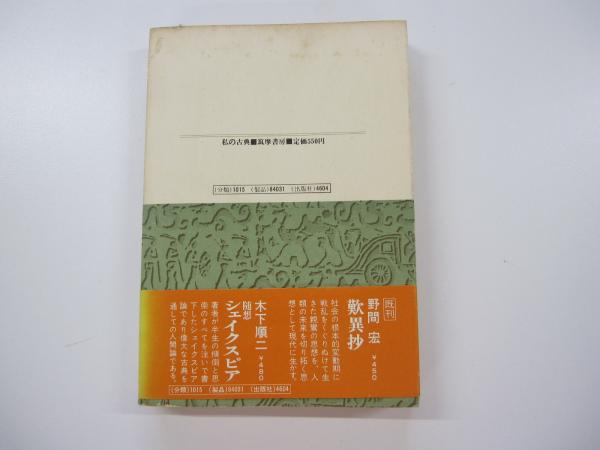 私の古典■筑摩書房■定価550円
(分類)1015 (製品)84031 (出版社)4604
既刊
野間 宏
歎異抄
¥450
社会の根本的変動期に
戦乱をくぐりぬけて生
きた親鸞の思想を、人
類の未来を切り拓く思
想として現代に生かす。
木下順二
¥480
随想
シェイクスピア
著者が半生の傾倒と思
索のすべてを注いで書
下したシェイクスピア
論であり偉大な古典を
通しての人間論である。
(分類)1015 (製品)84031 (出版社)4604